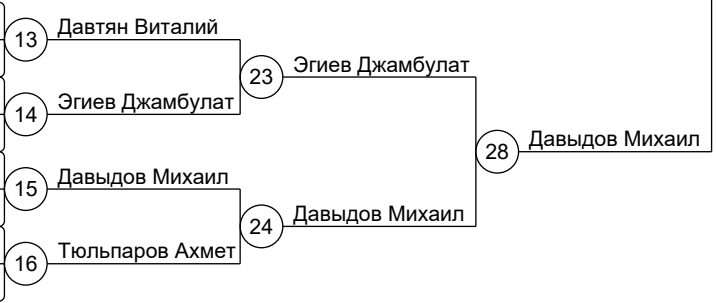 13 Давтян Виталий
23 Эгиев Джамбулат
14 Эгиев Джамбулат
28 Давыдов Михаил
15 Давыдов Михаил
24 Давыдов Михаил
16 Тюльпаров Ахмет